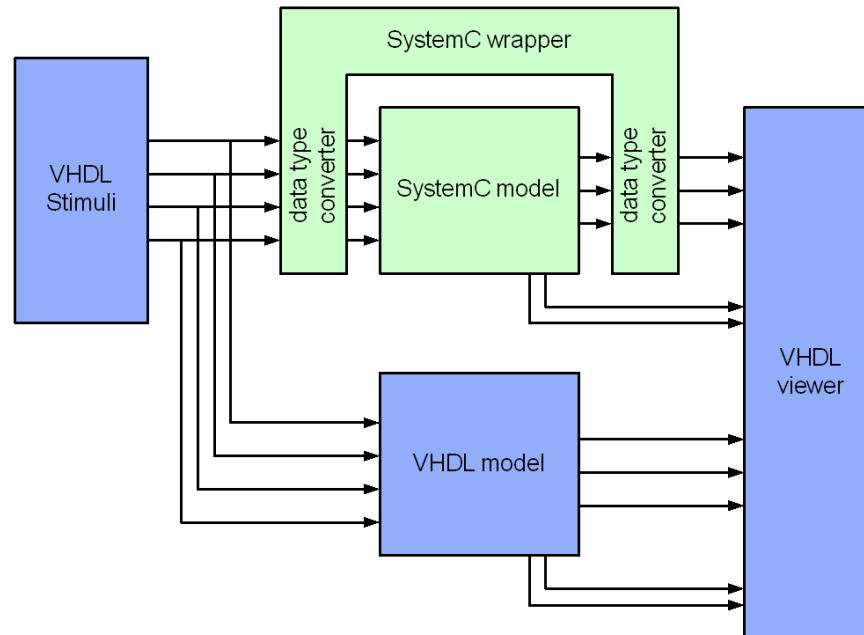 SystemC wrapper
VHDL
Stimuli
data type
converter
SystemC model
data type
converter
VHDL
viewer
VHDL model